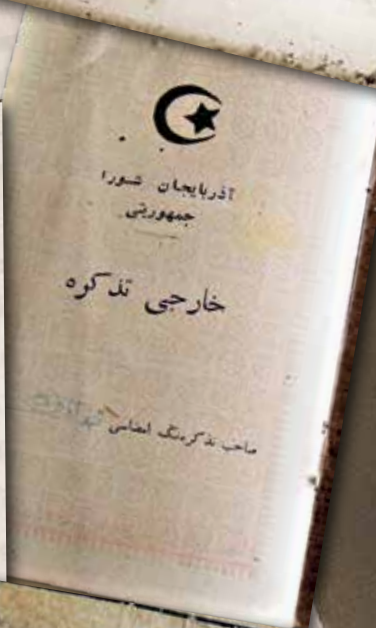 آذربایجان شورا
جمهوریتی
خارجی تذکره
صاحب تذکره‌نگ امضاسی